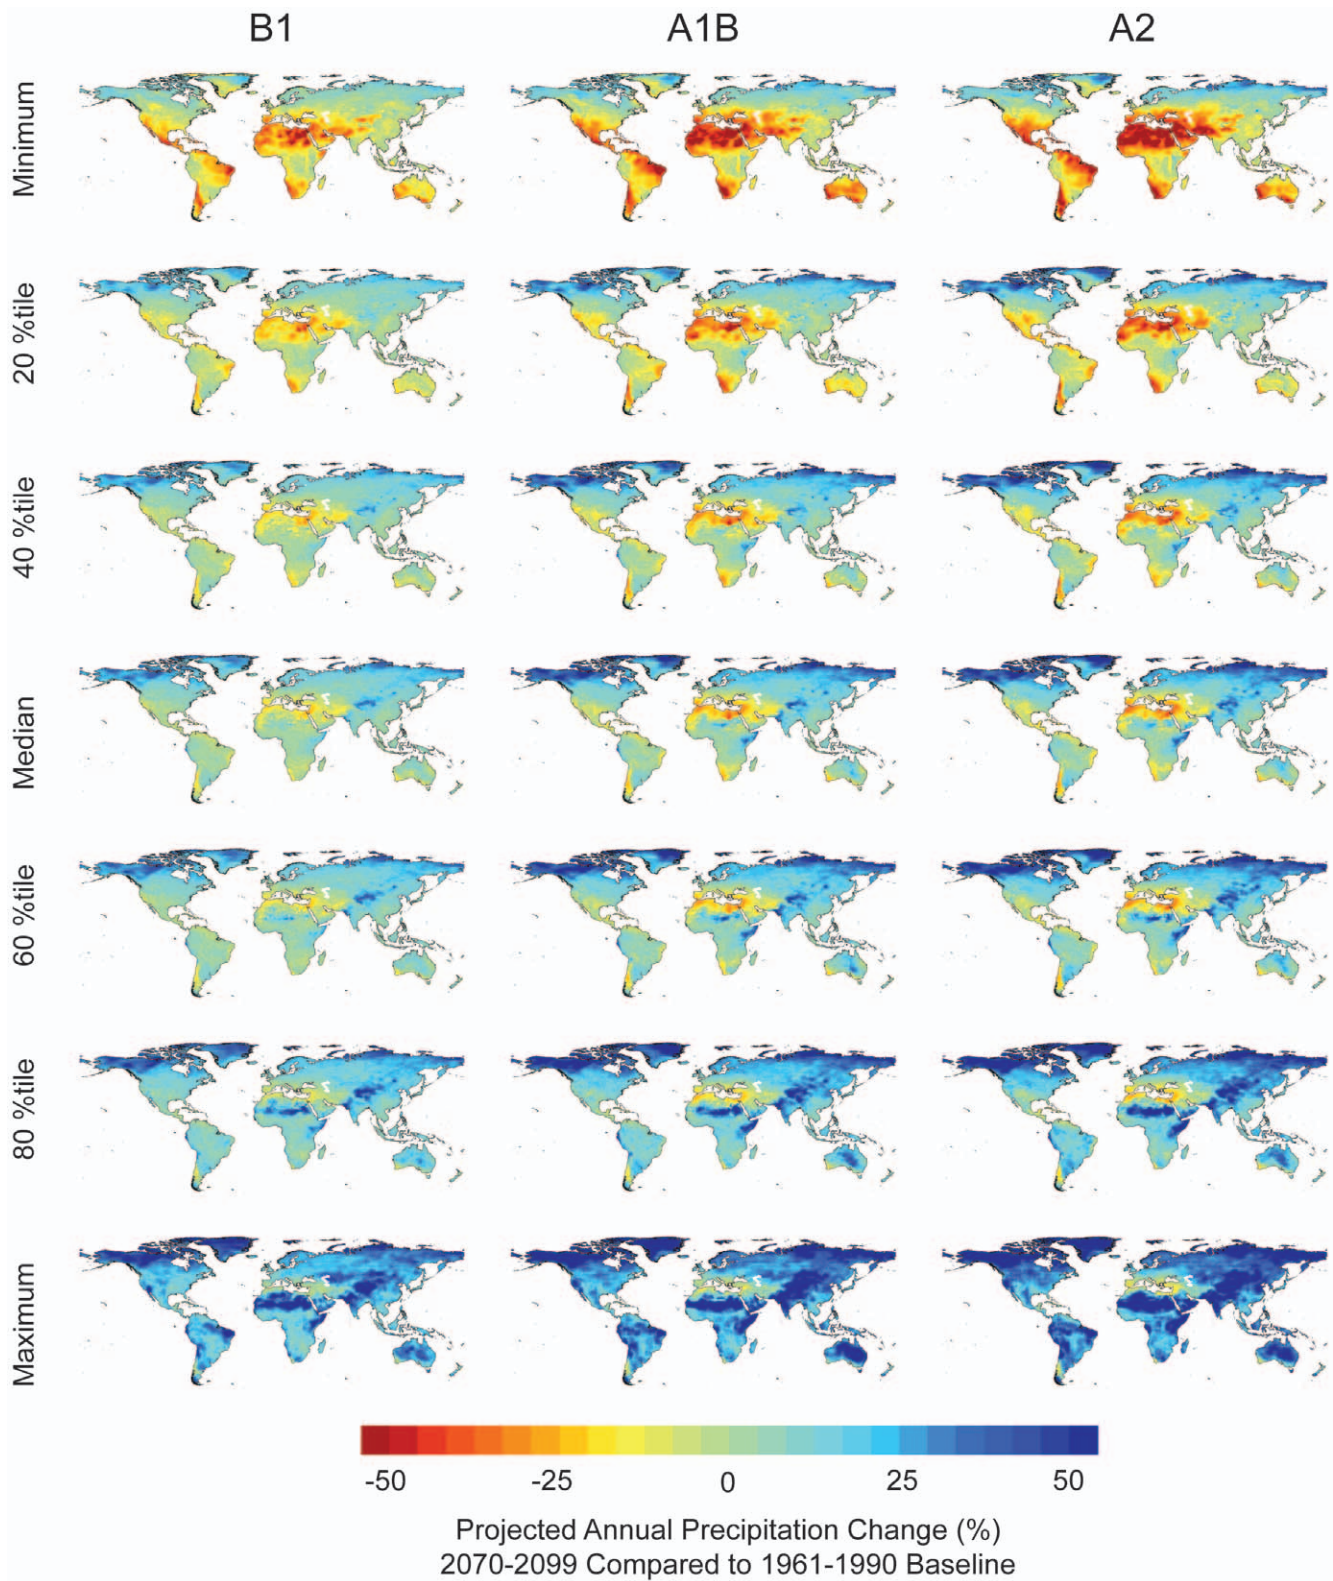 B1 A1B A2
Minimum
20 %tile
40 %tile
Median
60 %tile
80 %tile
Maximum
-50 -25 0 25 50
Projected Annual Precipitation Change (%)
2070-2099 Compared to 1961-1990 Baseline